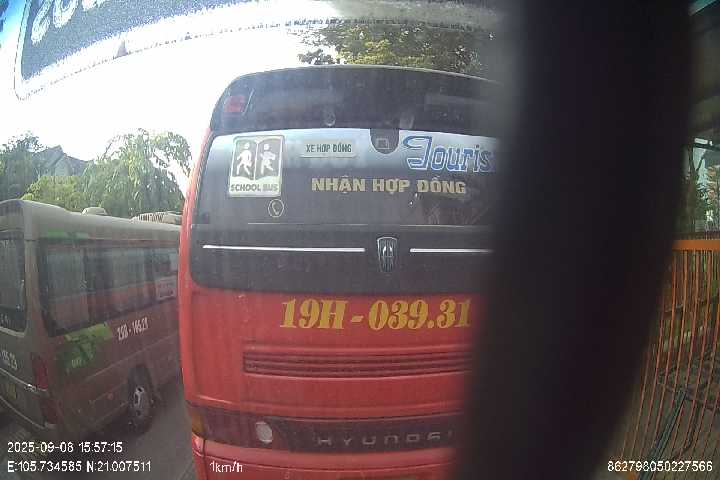 XE HỢP ĐỒNG
Touris
SCHOOL BUS
NHẬN HỢP ĐỒNG
19H-039.31
HYUNDAI
2025-09-08 15:57:15
E:105.734585 N:21.007511
1km/h
862798050227566